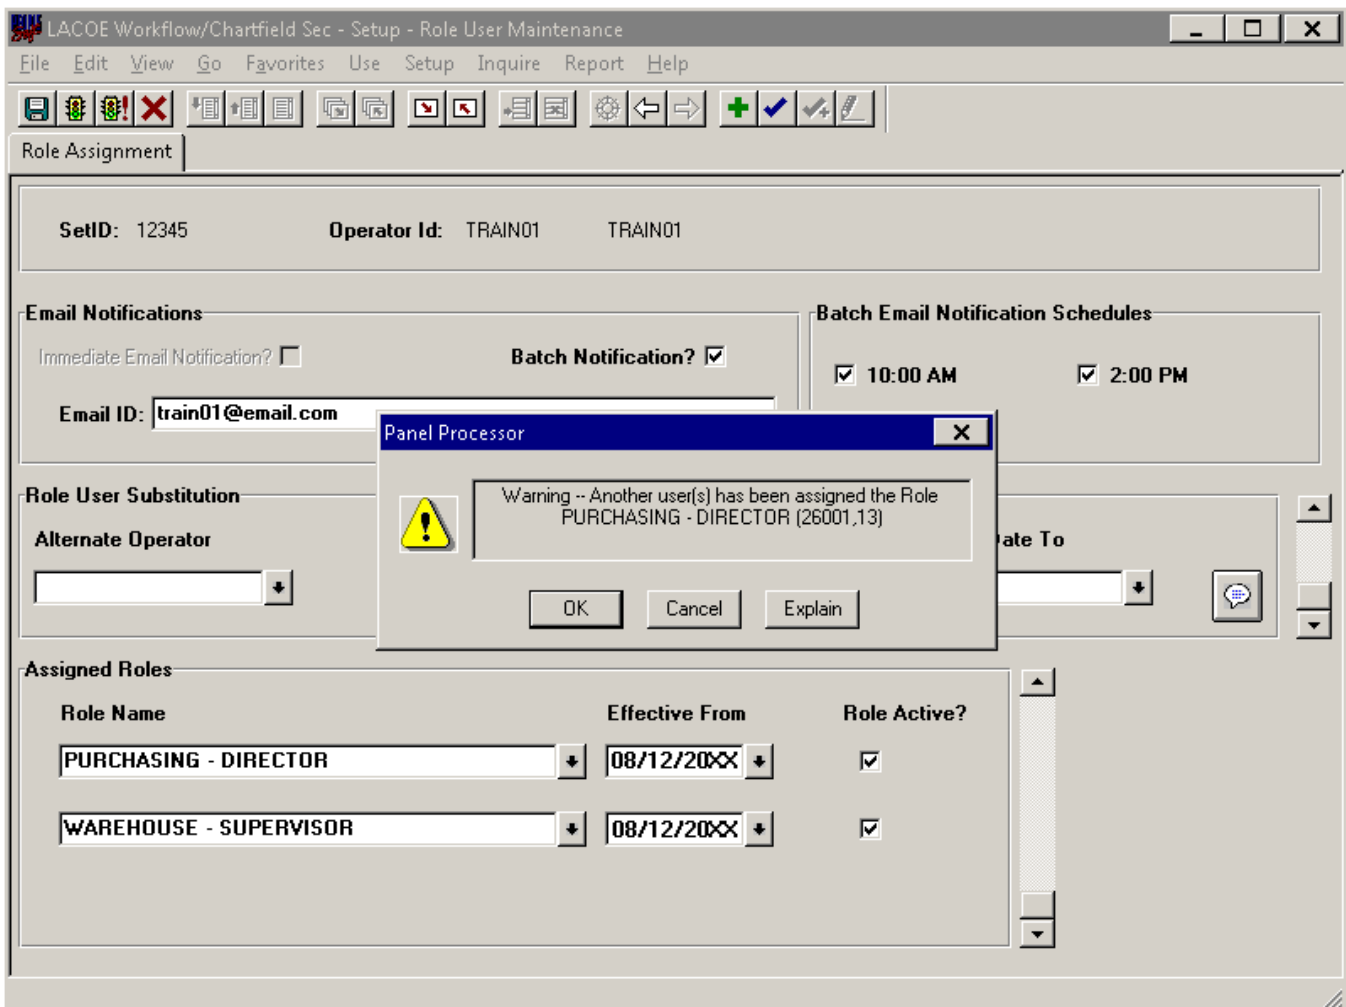 LACOE Workflow/Chartfield Sec - Setup - Role User Maintenance
File Edit View Go Favorites Use Setup Inquire Report Help
Role Assignment
SetID: 12345 Operator Id: TRAIN01 TRAIN01
Email Notifications
Immediate Email Notification? Batch Notification?
Email ID: train01@email.com
Batch Email Notification Schedules
10:00 AM 2:00 PM
Panel Processor
Warning -- Another user(s) has been assigned the Role
PURCHASING - DIRECTOR (26001,13)
OK Cancel Explain
Role User Substitution
Alternate Operator ate To
Assigned Roles
Role Name Effective From Role Active?
PURCHASING - DIRECTOR 08/12/20XX
WAREHOUSE - SUPERVISOR 08/12/20XX